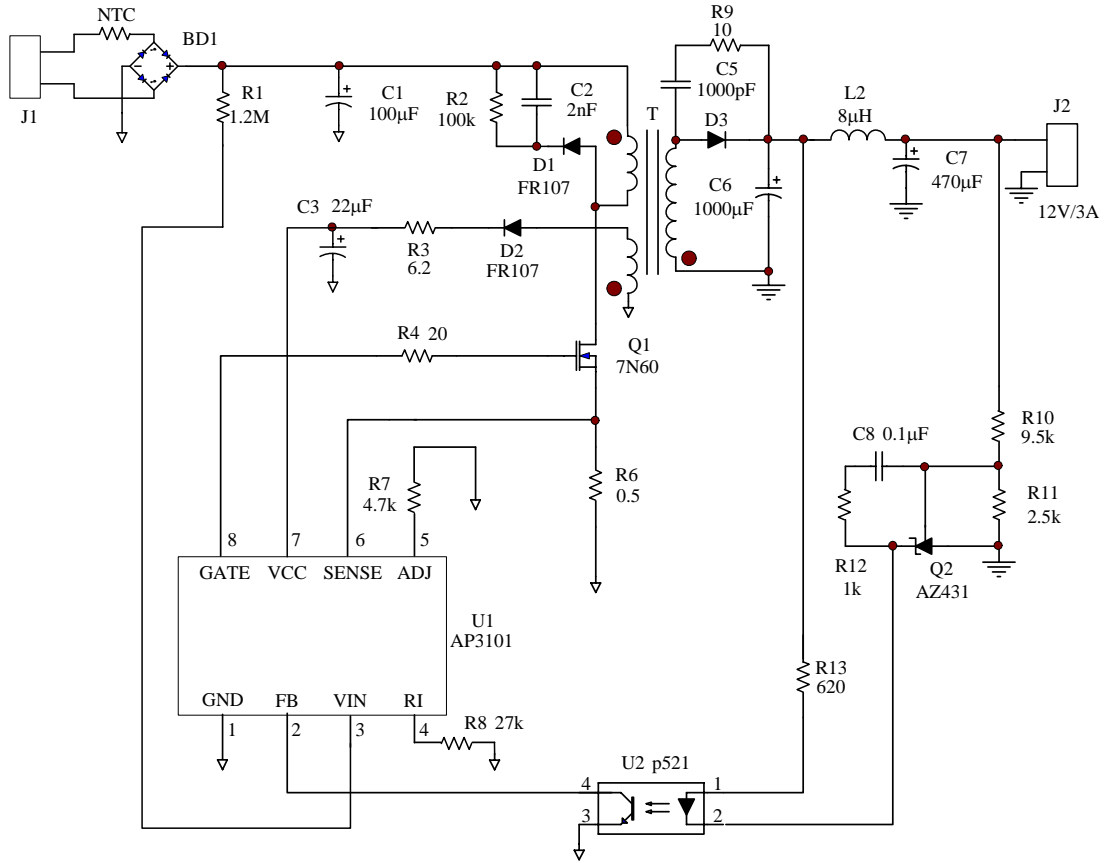 NTC
BD1
J1
R1
1.2M
C1
100μF
R2
100k
C2
2nF
D1
FR107
T
R9
10
C5
1000pF
D3
C6
1000μF
L2
8μH
C7
470μF
J2
12V/3A
C3 22μF
R3
6.2
D2
FR107
R4 20
Q1
7N60
R7
4.7k
R6
0.5
R10
9.5k
C8 0.1μF
R11
2.5k
R12
1k
Q2
AZ431
8 7 6 5
GATE VCC SENSE ADJ
U1
AP3101
GND FB VIN RI
1 2 3 4
R8 27k
R13
620
U2 p521
4 1
3 2